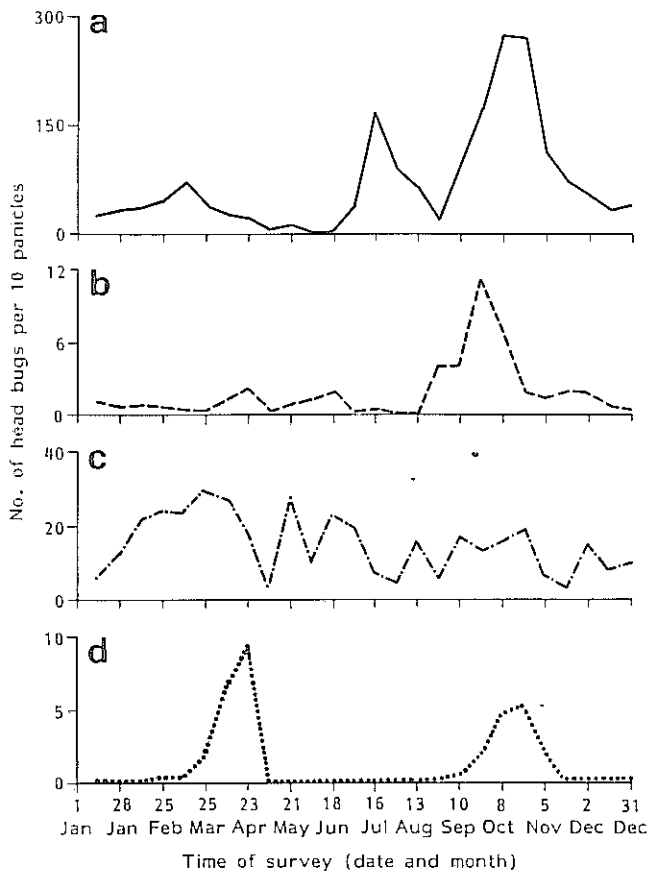 a
300
150
0
b
12
6
0
c
40
20
0
d
10
5
0
No. of head bugs per 10 panicles
1 28 25 25 23 21 18 16 13 10 8 5 2 31
Jan Jan Feb Mar Apr May Jun Jul Aug Sep Oct Nov Dec Dec
Time of survey (date and month)